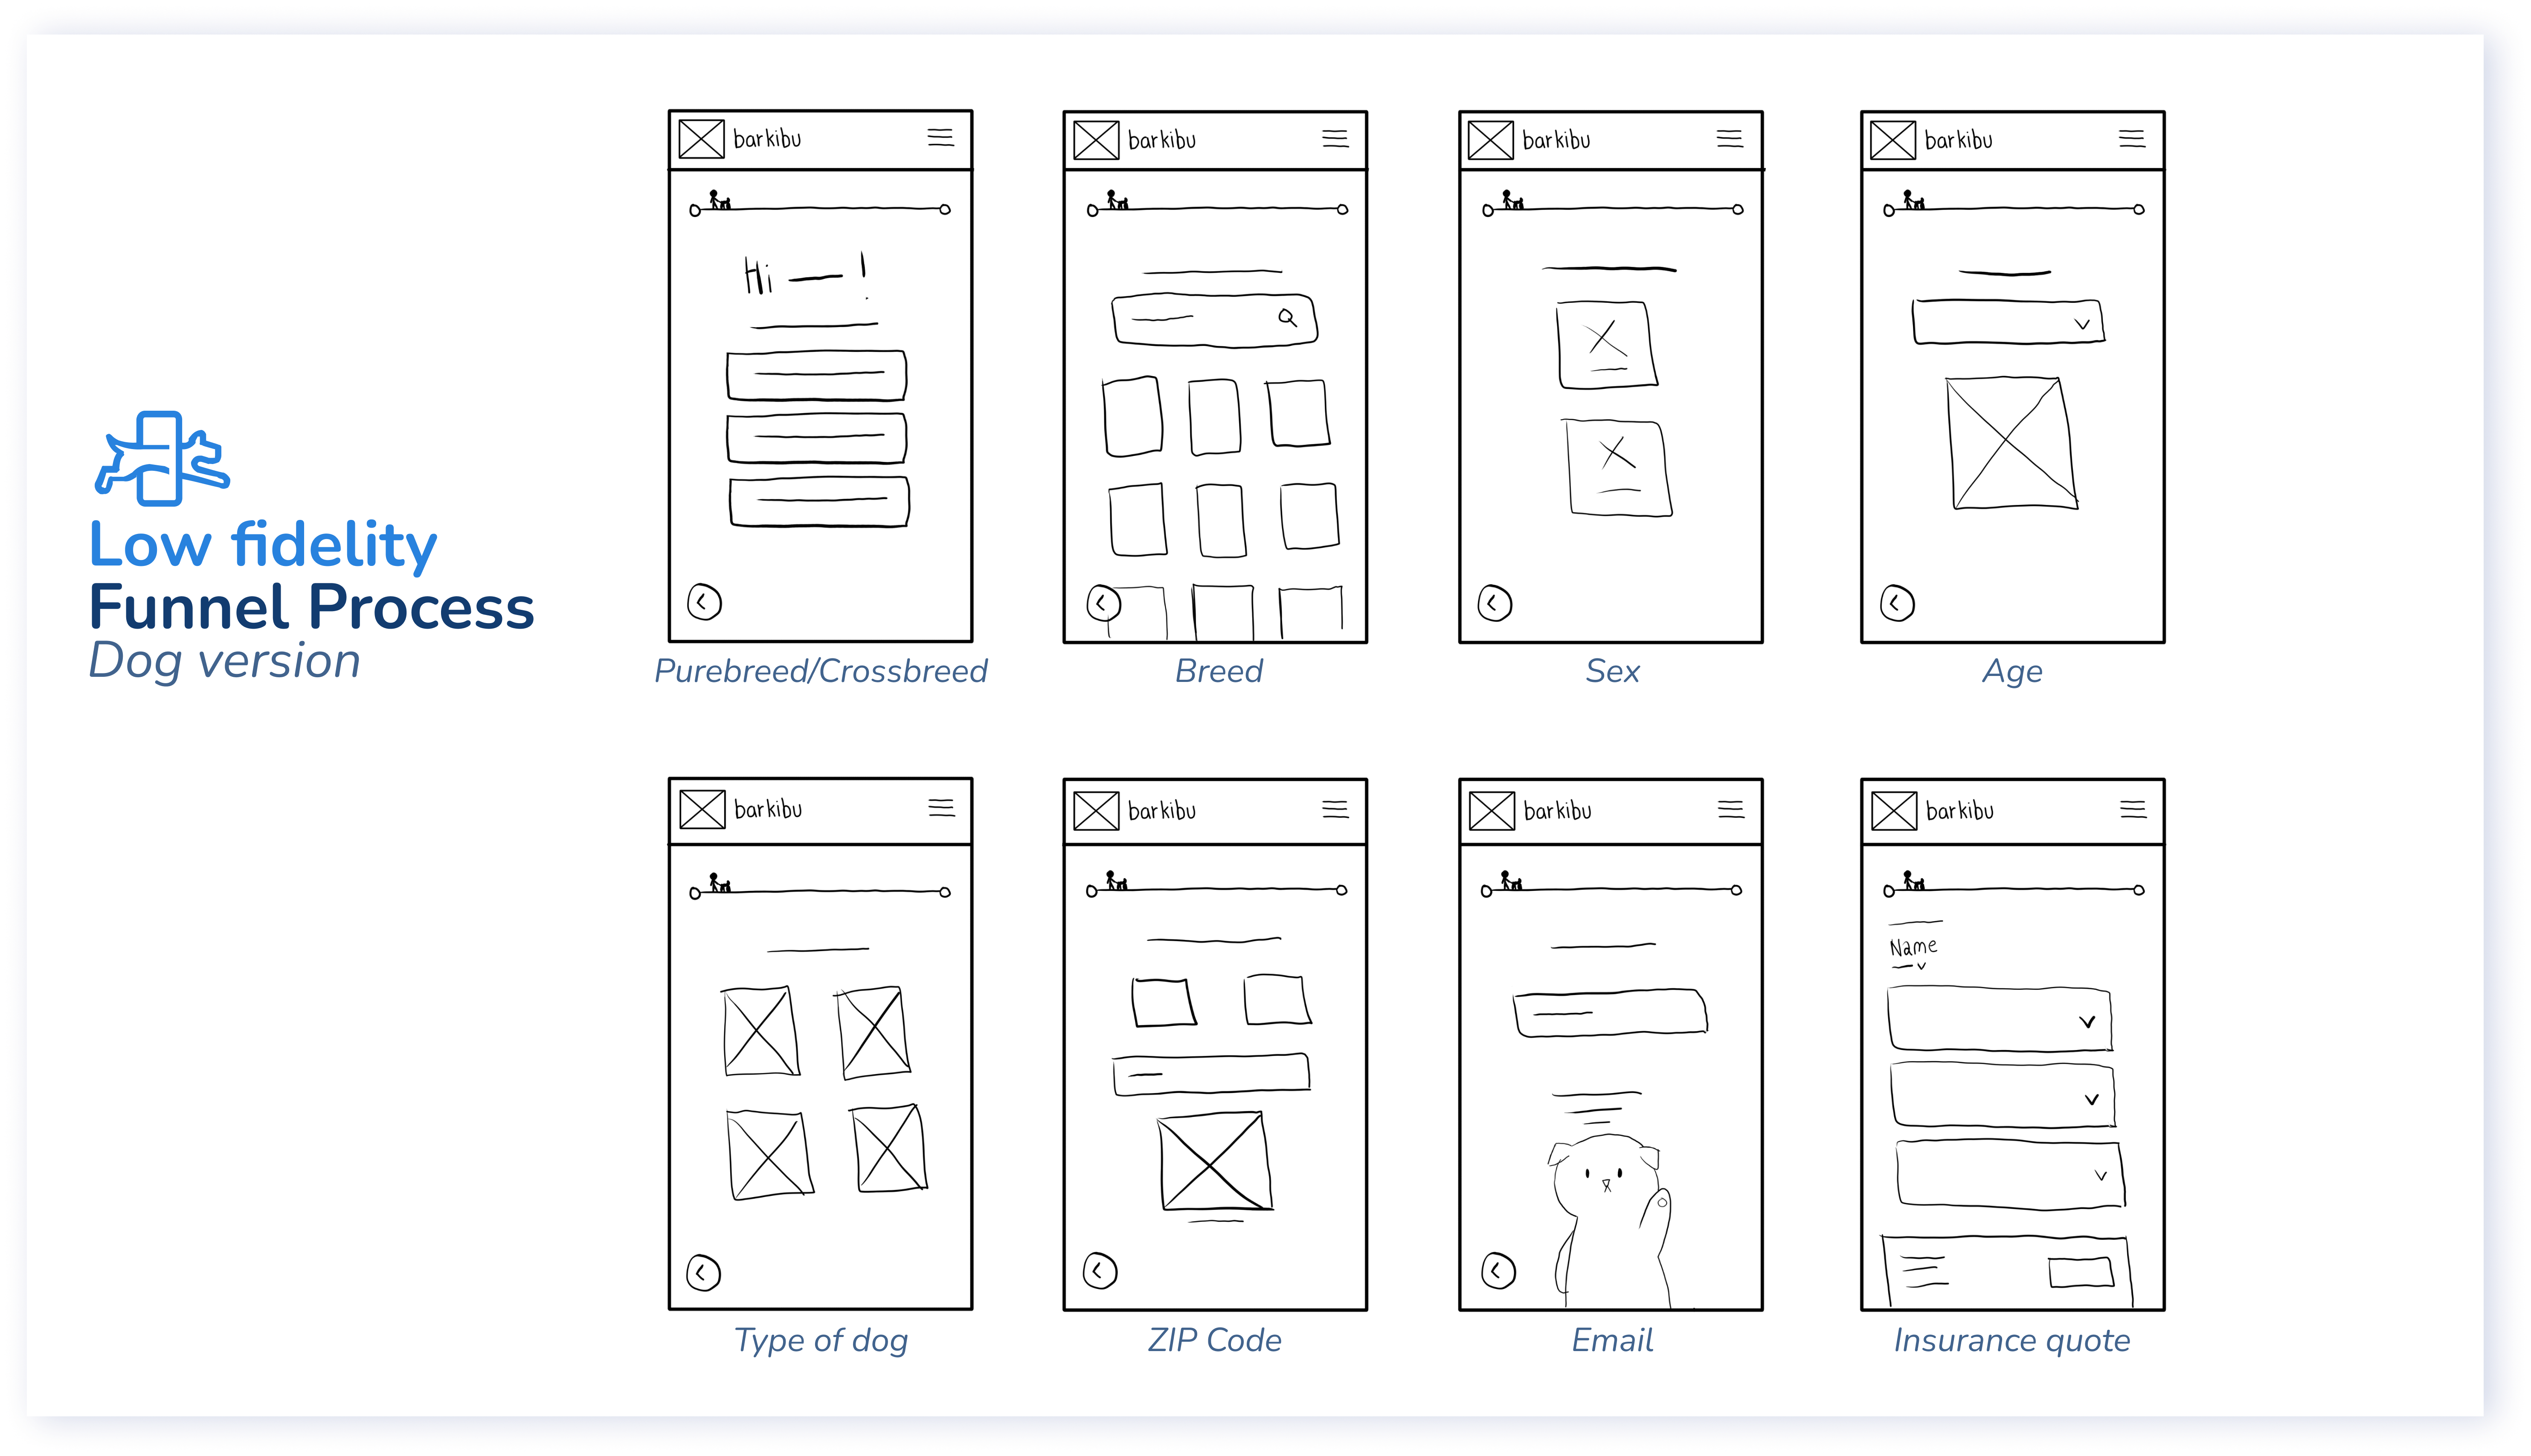 Low fidelity
Funnel Process
Dog version
barkibu
Hi !
Purebreed/Crossbreed
barkibu
Breed
barkibu
Sex
barkibu
Age
barkibu
Type of dog
barkibu
ZIP Code
barkibu
Email
barkibu
Name
Insurance quote